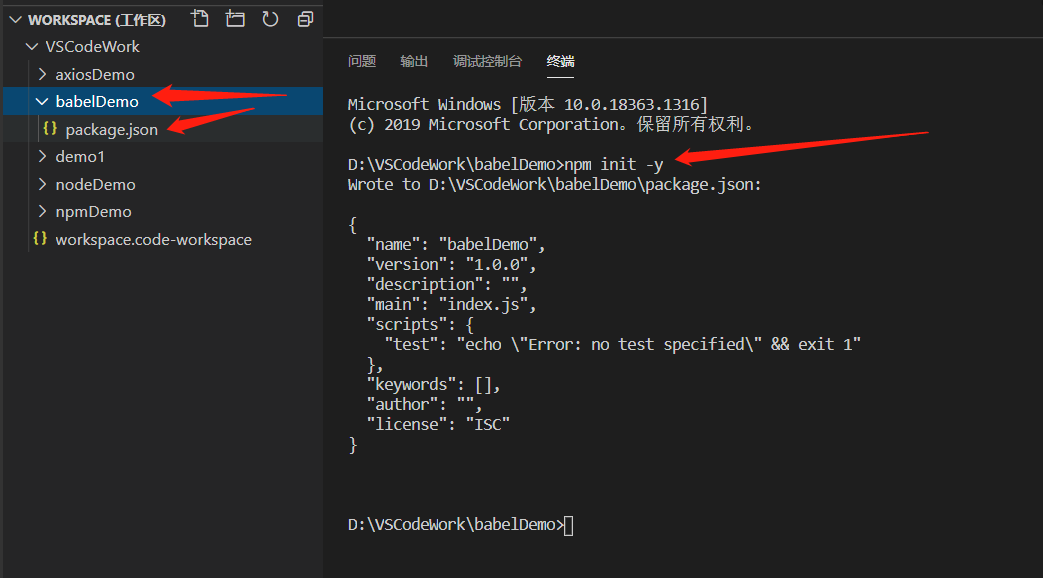 WORKSPACE (工作区)
VSCodeWork
axiosDemo
babelDemo
package.json
demo1
nodeDemo
npmDemo
workspace.code-workspace
问题 输出 调试控制台 终端
Microsoft Windows [版本 10.0.18363.1316]
(c) 2019 Microsoft Corporation。保留所有权利。
D:\VSCodeWork\babelDemo>npm init -y
Wrote to D:\VSCodeWork\babelDemo\package.json:
{
"name": "babelDemo",
"version": "1.0.0",
"description": "",
"main": "index.js",
"scripts": {
"test": "echo \"Error: no test specified\" && exit 1"
},
"keywords": [],
"author": "",
"license": "ISC"
}
D:\VSCodeWork\babelDemo>